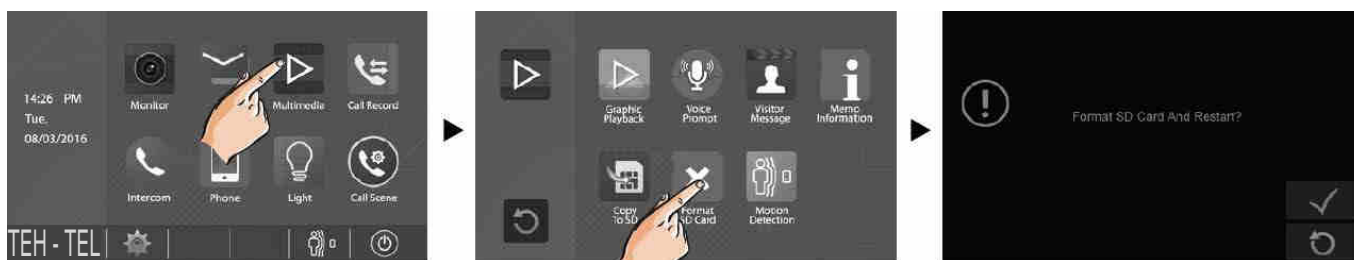 14:26 PM
Tue.
08/03/2016
Monitor
Multimedia
Call Record
Intercom
Phone
Light
Call Scene
TEH - TEL
Graphic
Playback
Voice
Prompt
Visitor
Message
Memo
Information
Copy
To SD
Format
SD Card
Motion
Detection
Format SD Card And Restart?